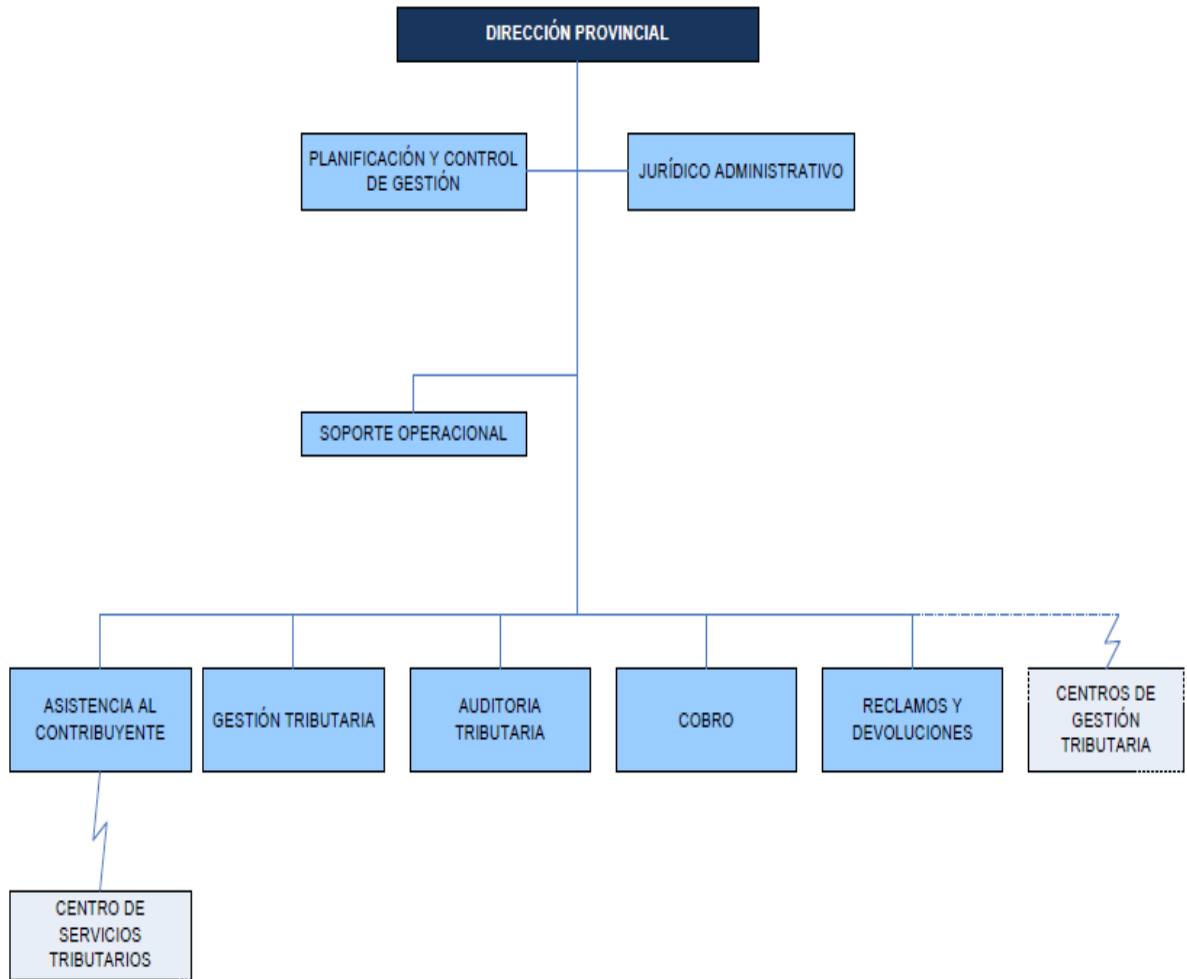 DIRECCIÓN PROVINCIAL
PLANIFICACIÓN Y CONTROL
DE GESTIÓN
JURÍDICO ADMINISTRATIVO
SOPORTE OPERACIONAL
ASISTENCIA AL
CONTRIBUYENTE
GESTIÓN TRIBUTARIA
AUDITORIA
TRIBUTARIA
COBRO
RECLAMOS Y
DEVOLUCIONES
CENTROS DE
GESTIÓN
TRIBUTARIA
CENTRO DE
SERVICIOS
TRIBUTARIOS